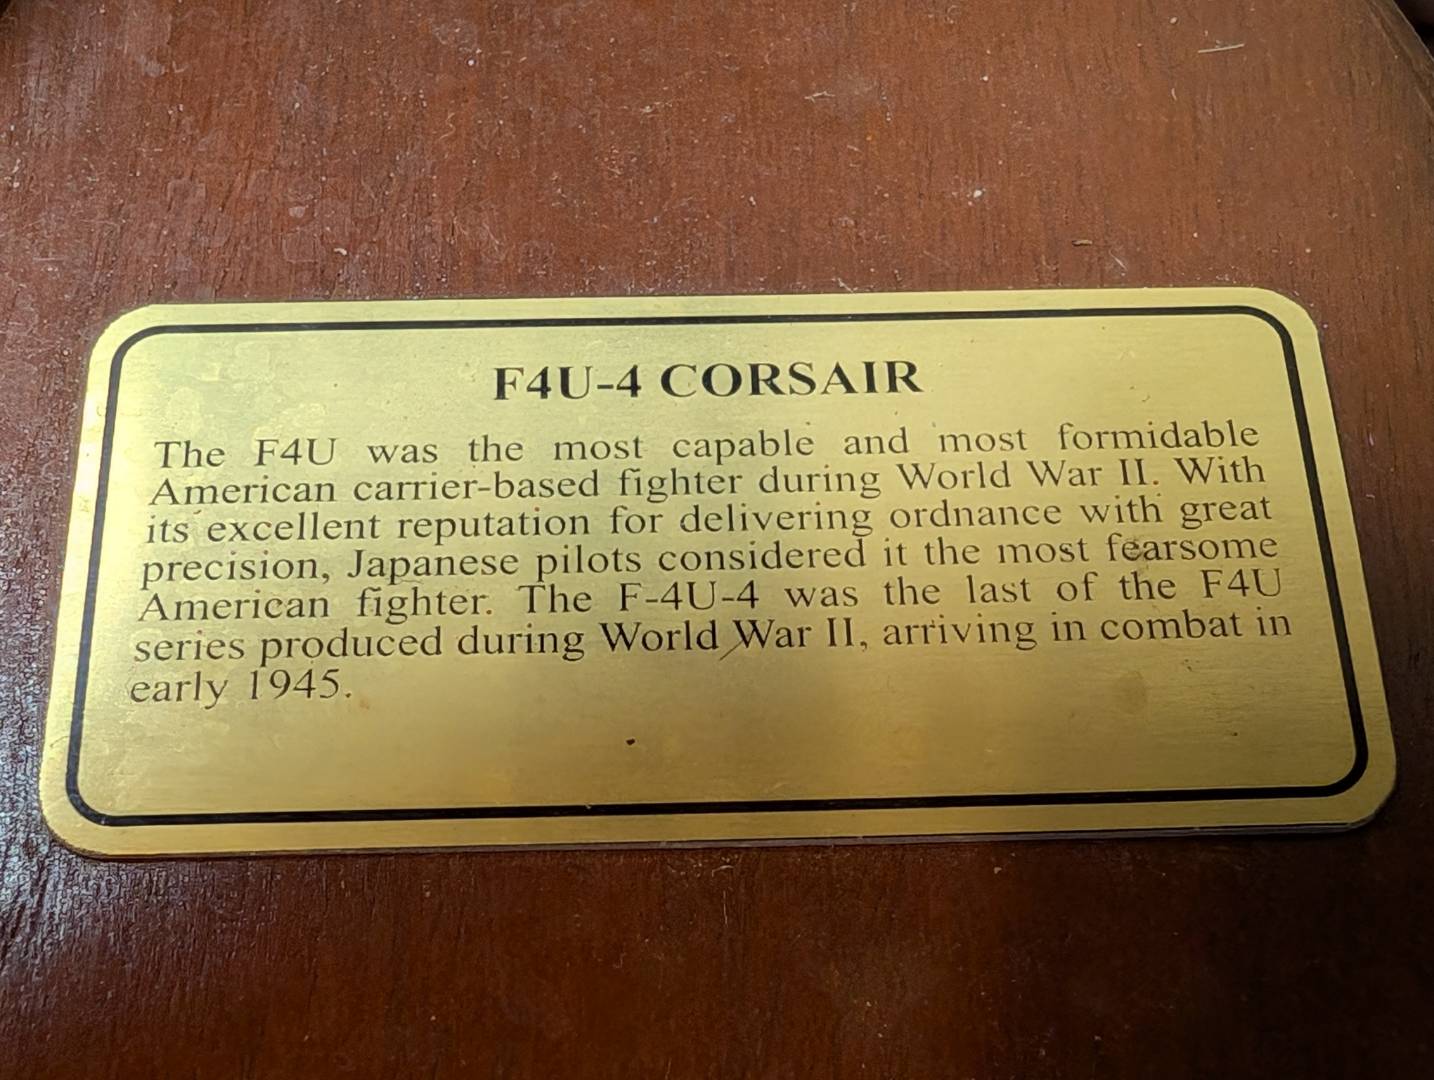 F4U-4 CORSAIR
The F4U was the most capable and most formidable
American carrier-based fighter during World War II. With
its excellent reputation for delivering ordnance with great
precision, Japanese pilots considered it the most fearsome
American fighter. The F-4U-4 was the last of the F4U
series produced during World War II, arriving in combat in
early 1945.